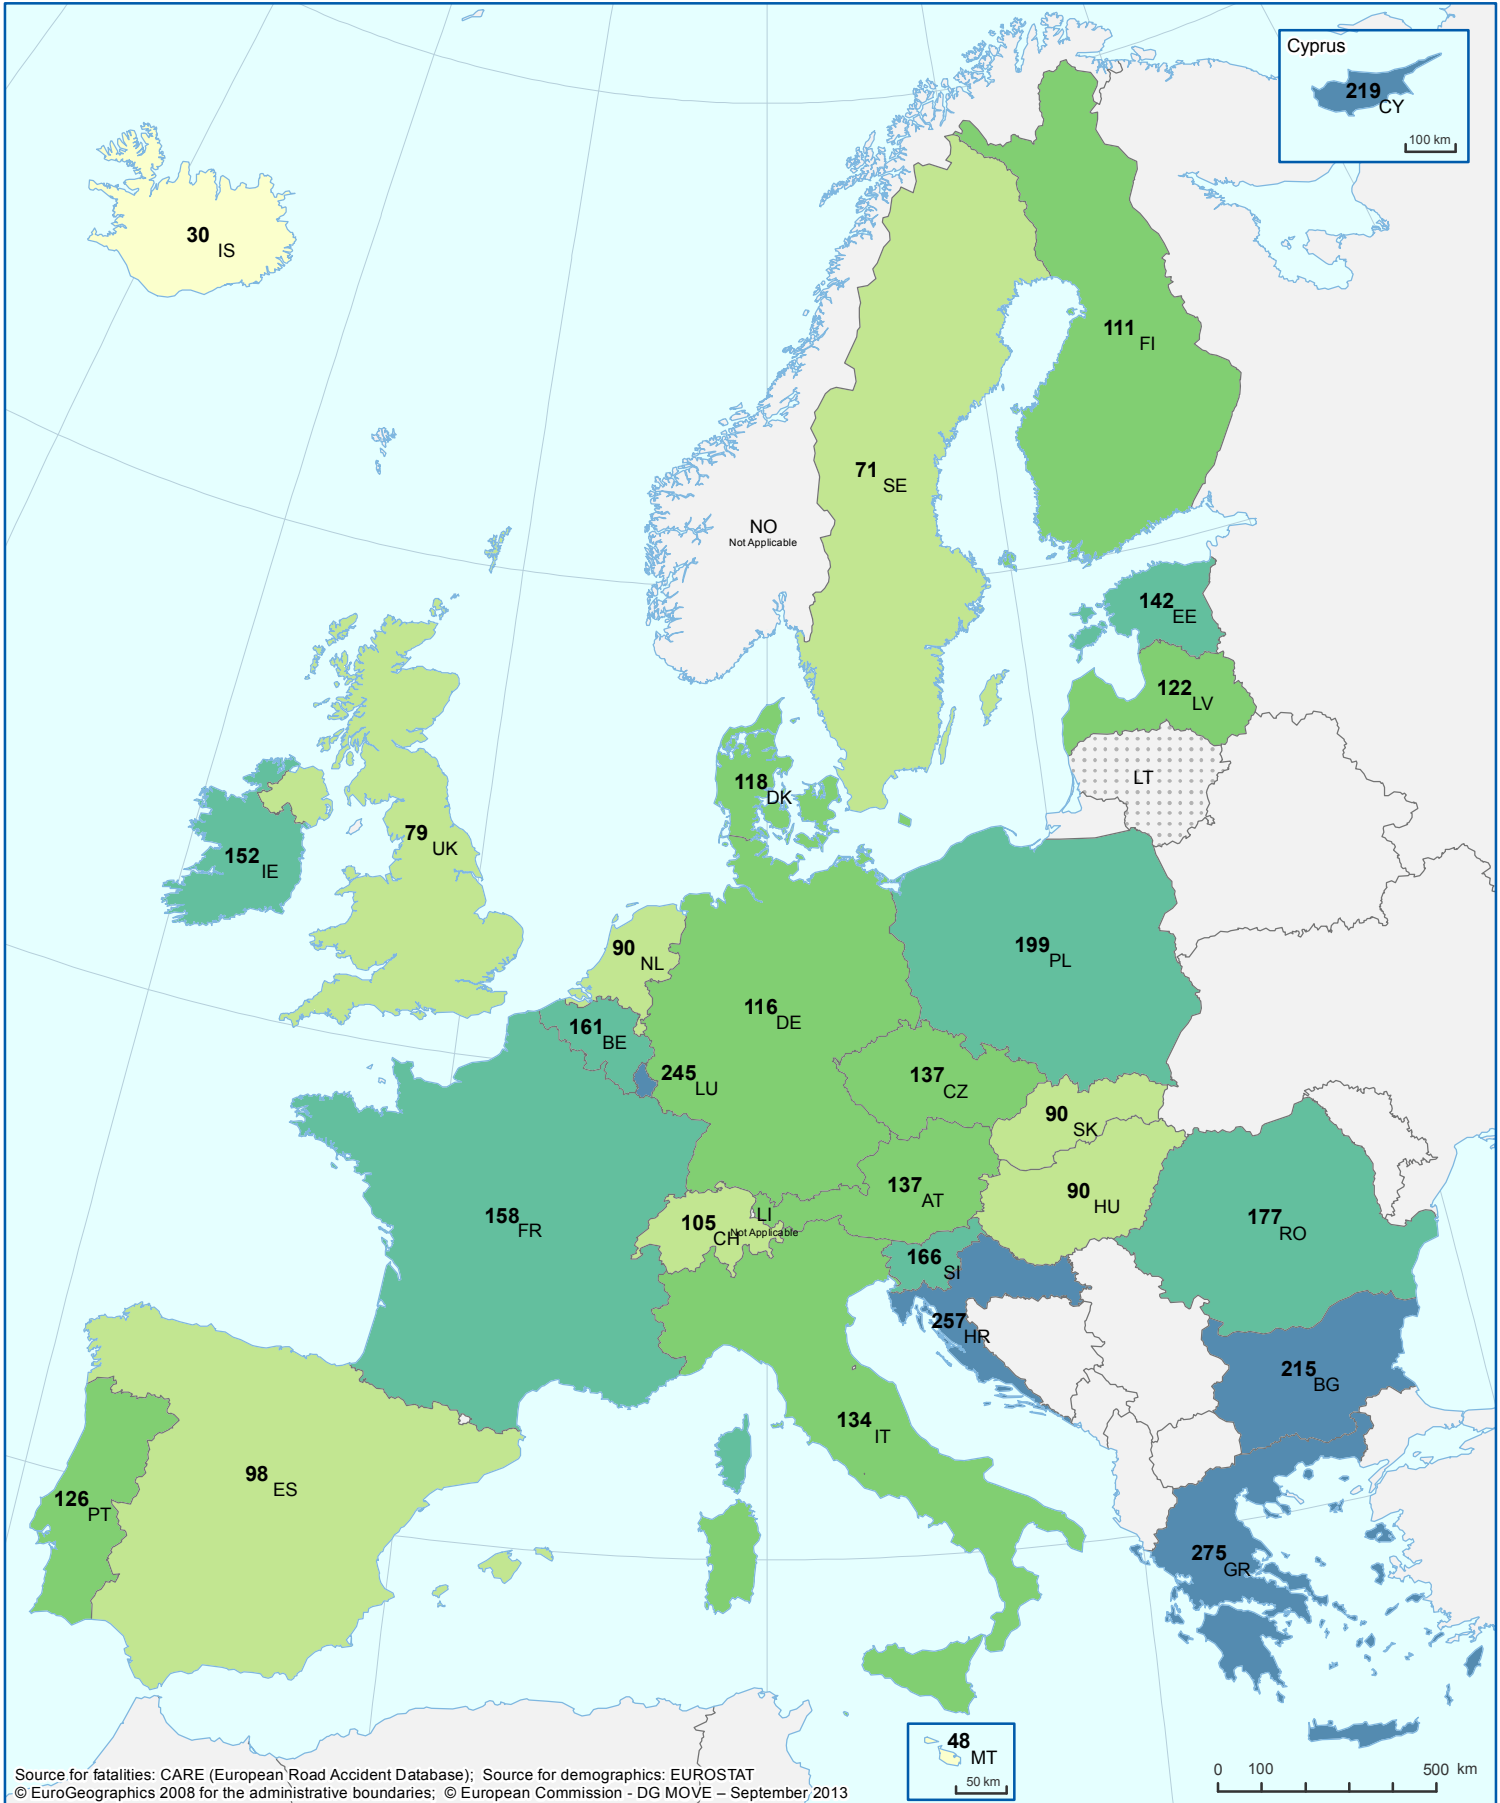 Cyprus
219 CY
100 km
30 IS
111 FI
71 SE
NO
Not Applicable
142 EE
122 LV
LT
118 DK
79 UK
152 IE
90 NL
199 PL
116 DE
161 BE
245 LU
137 CZ
90 SK
137 AT
90 HU
158 FR
105 CH
LI
Not Applicable
177 RO
166 SI
257 HR
215 BG
134 IT
98 ES
126 PT
275 GR
48 MT
50 km
0 100 500 km
Source for fatalities: CARE (European Road Accident Database); Source for demographics: EUROSTAT
© EuroGeographics 2008 for the administrative boundaries; © European Commission - DG MOVE – September 2013